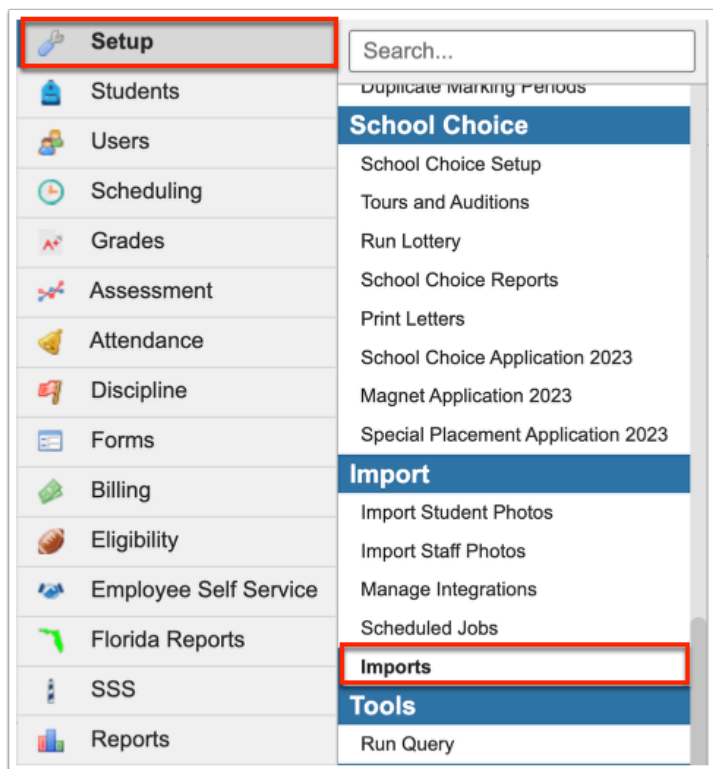 Setup
Students
Users
Scheduling
A+
Grades
Assessment
Attendance
Discipline
Forms
Billing
Eligibility
Employee Self Service
Florida Reports
SSS
Reports
Search...
Duplicate Marking Periods
School Choice
School Choice Setup
Tours and Auditions
Run Lottery
School Choice Reports
Print Letters
School Choice Application 2023
Magnet Application 2023
Special Placement Application 2023
Import
Import Student Photos
Import Staff Photos
Manage Integrations
Scheduled Jobs
Imports
Tools
Run Query